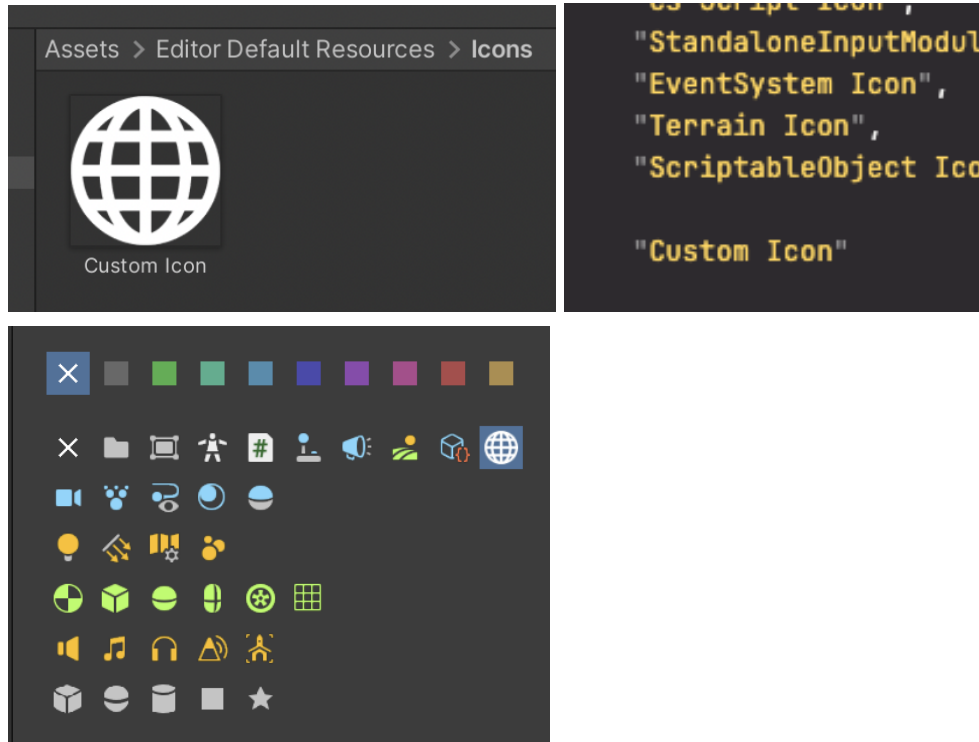 Assets > Editor Default Resources > Icons
Custom Icon
"StandaloneInputModul
"EventSystem Icon",
"Terrain Icon",
"ScriptableObject Ico
"Custom Icon"